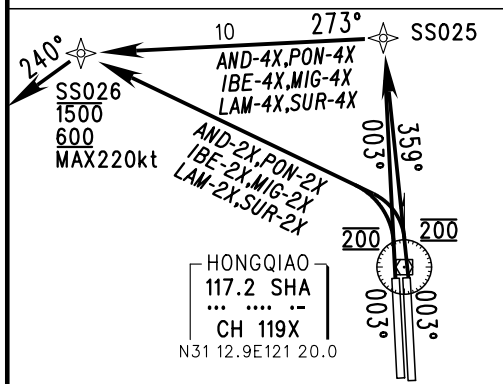 10
273°
SS025
240°
AND-4X,PON-4X
IBE-4X,MIG-4X
LAM-4X,SUR-4X
SS026
1500
600
MAX220kt
AND-2X,PON-2X
IBE-2X,MIG-2X
LAM-2X,SUR-2X
003°
359°
200
200
HONGQIAO
117.2 SHA
... .... .-
CH 119X
N31 12.9E121 20.0
003°
003°